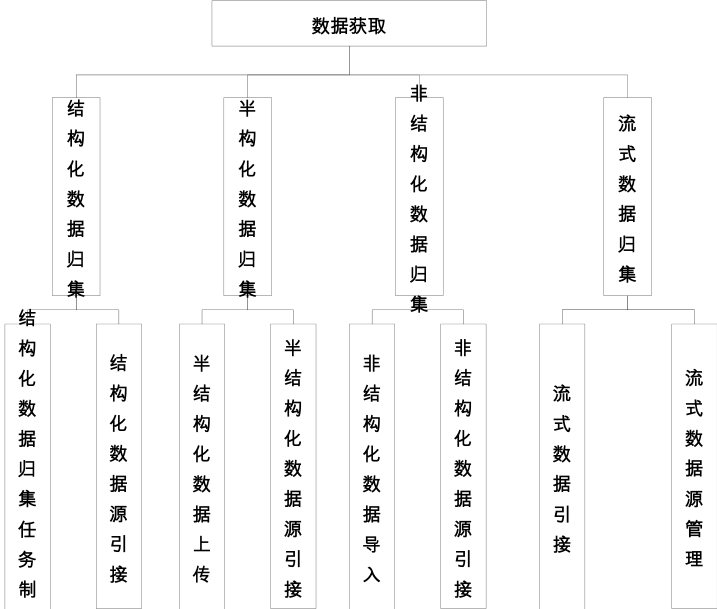 数据获取
结构化数据归集
半构化数据归集
非结构化数据归集
流式数据归集
结构化数据归集任务制
结构化数据源引接
半结构化数据上传
半结构化数据源引接
非结构化数据导入
非结构化数据源引接
流式数据引接
流式数据源管理